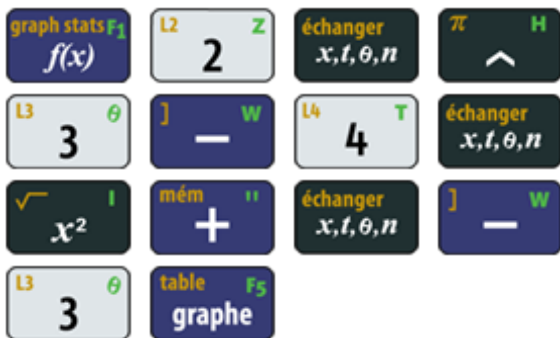 graph stats F1 L2 Z échanger π H
f(x) 2 x,t,θ,n ^
L3 θ ] W L4 T échanger
3 − 4 x,t,θ,n
√ I mém " échanger ] W
x² + x,t,θ,n −
L3 θ table F5
3 graphe